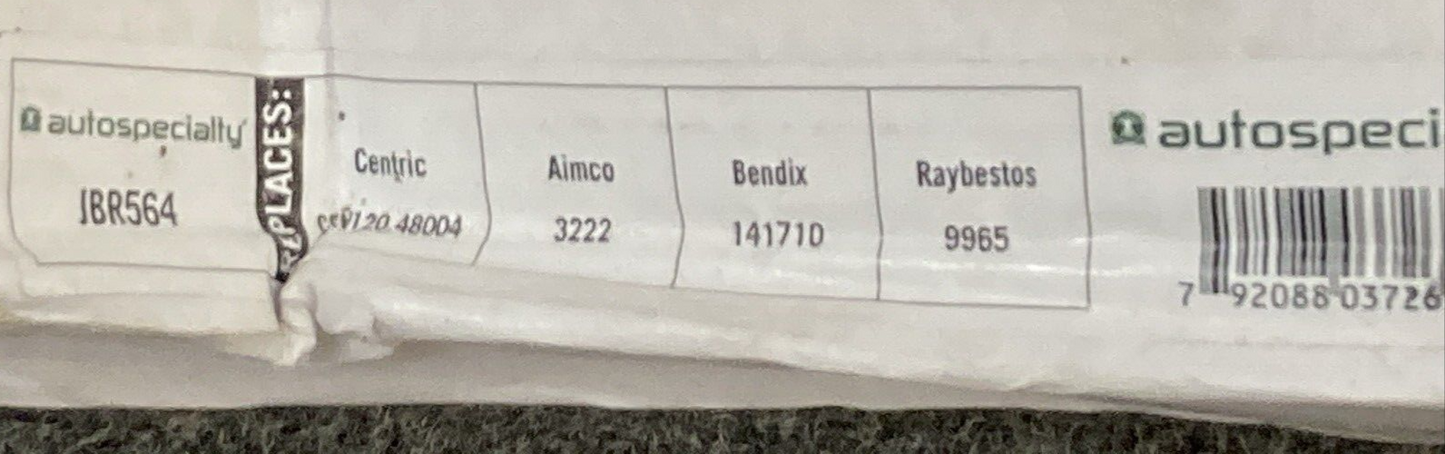 autospecialty
JBR564
REPLACES:
Centric
120.48004
Aimco
3222
Bendix
141710
Raybestos
9965
autospeci
7 92088 03726